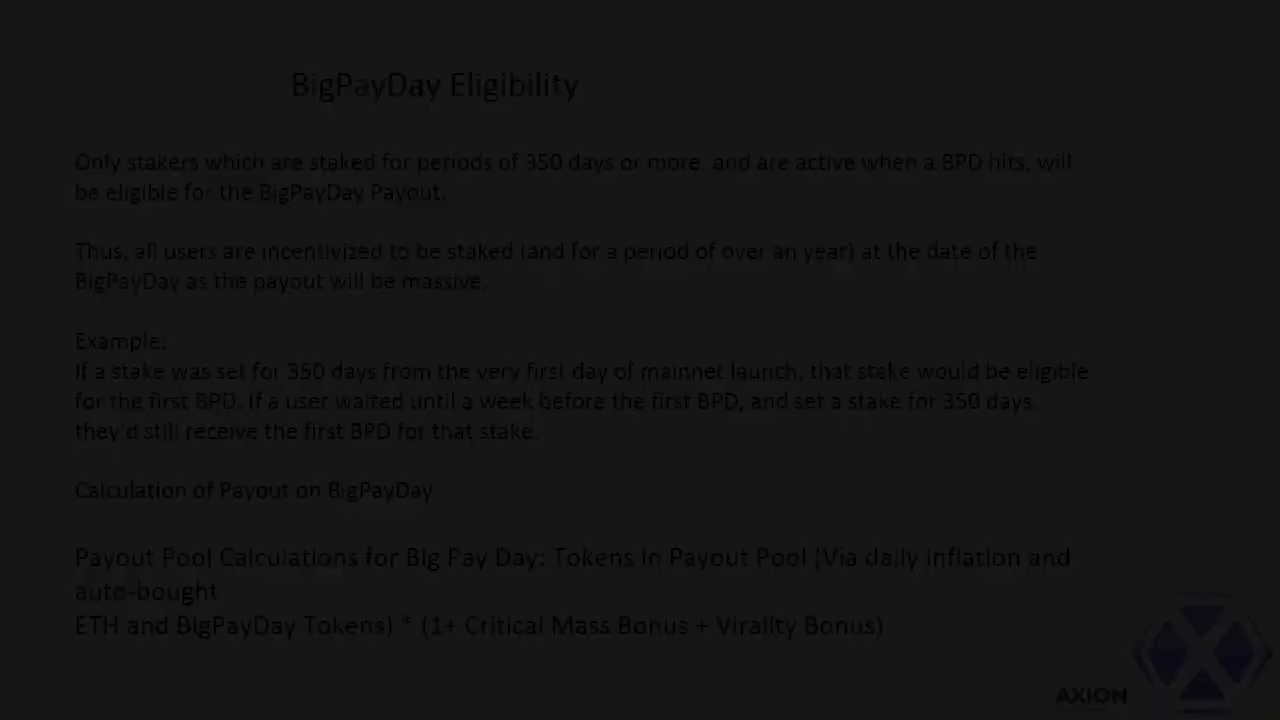 BigPayDay Eligibility
Only stakers which are staked for periods of 350 days or more, and are active when a BPD hits, will
be eligible for the BigPayDay Payout.
Thus, all users are incentivized to be staked (and for a period of over an year) at the date of the
BigPayDay as the payout will be massive.
Example:
If a stake was set for 350 days from the very first day of mainnet launch, that stake would be eligible
for the first BPD. If a user waited until a week before the first BPD, and set a stake for 350 days,
they'd still receive the first BPD for that stake.
Calculation of Payout on BigPayDay
Payout Pool Calculations for Big Pay Day: Tokens in Payout Pool (Via daily inflation and
auto-bought
ETH and BigPayDay Tokens) * (1+ Critical Mass Bonus + Virality Bonus)
AXION